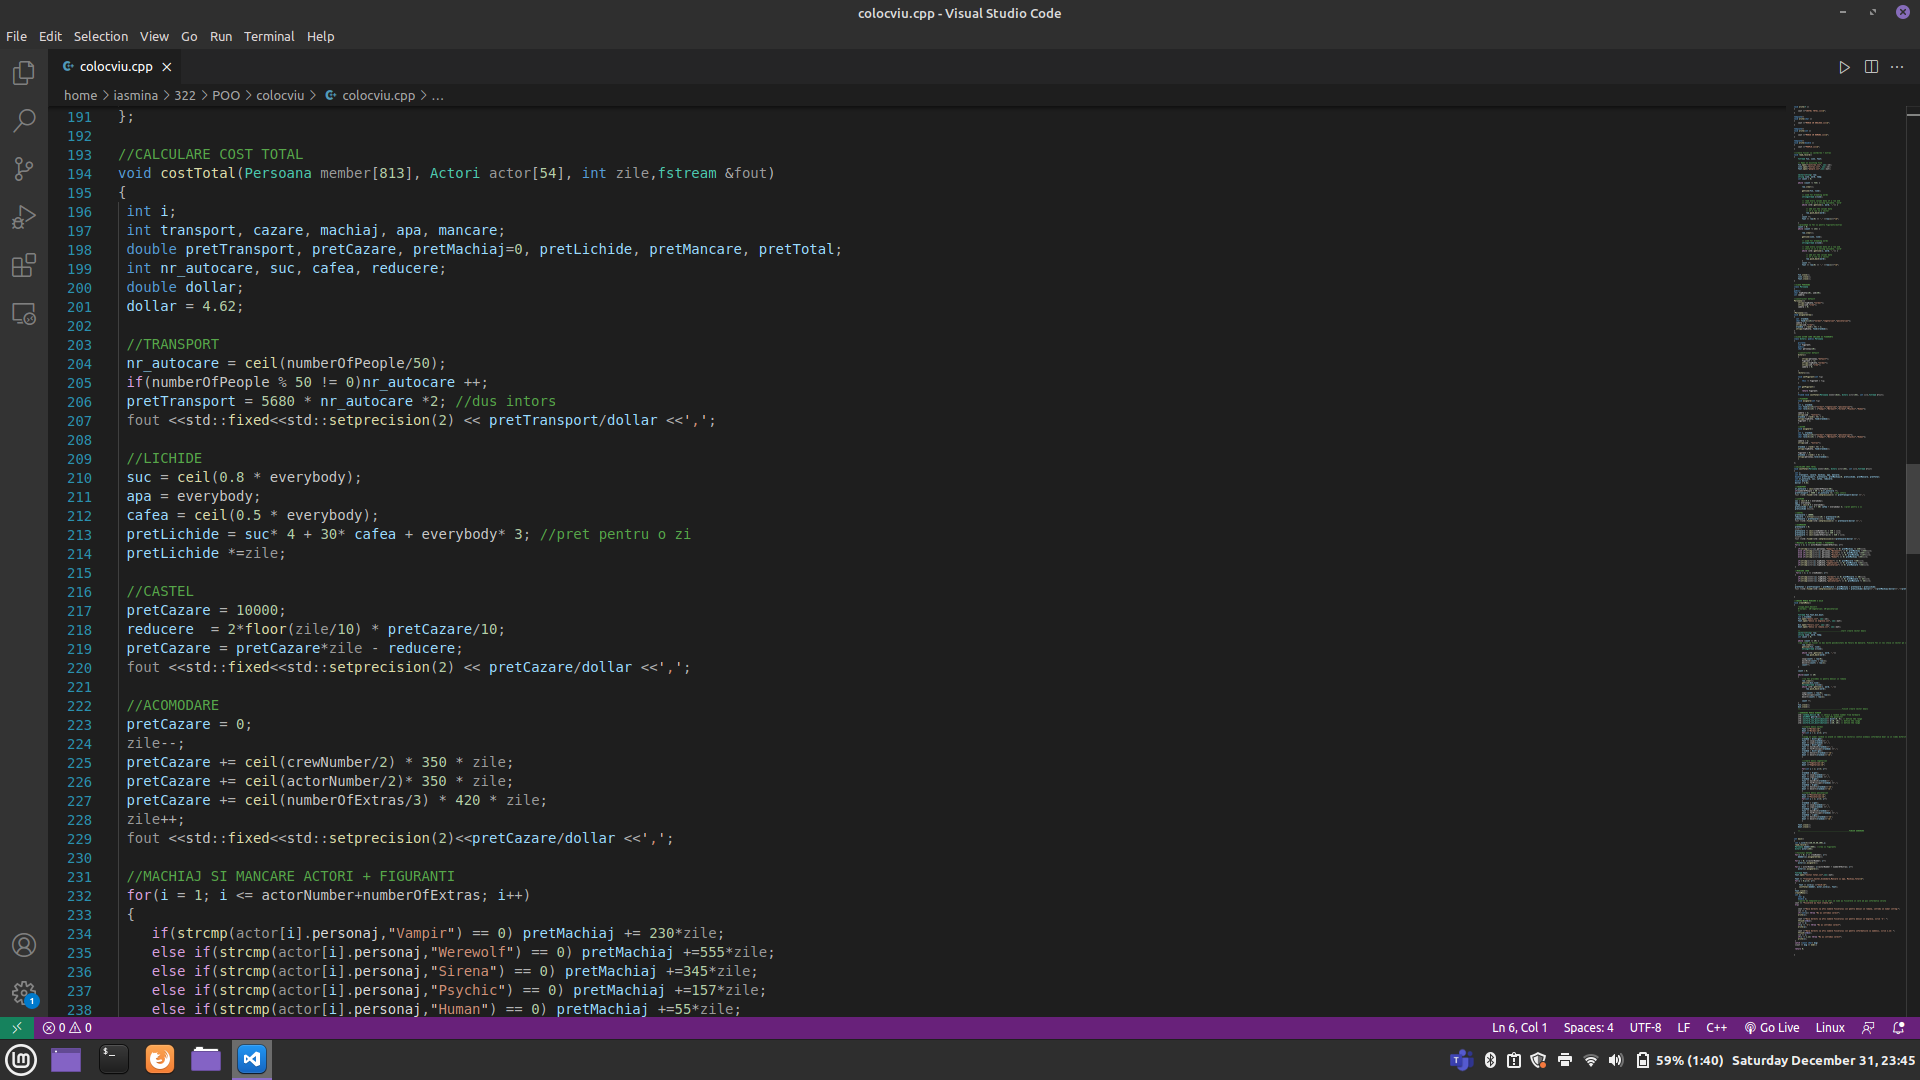 colocviu.cpp - Visual Studio Code
File Edit Selection View Go Run Terminal Help
colocviu.cpp
home > iasmina > 322 > POO > colocviu > colocviu.cpp > ...
191 };
192
193 //CALCULARE COST TOTAL
194 void costTotal(Persoana member[813], Actori actor[54], int zile,fstream &fout)
195 {
196 int i;
197 int transport, cazare, machiaj, apa, mancare;
198 double pretTransport, pretCazare, pretMachiaj=0, pretLichide, pretMancare, pretTotal;
199 int nr_autocare, suc, cafea, reducere;
200 double dollar;
201 dollar = 4.62;
202
203 //TRANSPORT
204 nr_autocare = ceil(numberOfPeople/50);
205 if(numberOfPeople % 50 != 0)nr_autocare ++;
206 pretTransport = 5680 * nr_autocare *2; //dus intors
207 fout <<std::fixed<<std::setprecision(2) << pretTransport/dollar <<',';
208
209 //LICHIDE
210 suc = ceil(0.8 * everybody);
211 apa = everybody;
212 cafea = ceil(0.5 * everybody);
213 pretLichide = suc* 4 + 30* cafea + everybody* 3; //pret pentru o zi
214 pretLichide *=zile;
215
216 //CASTEL
217 pretCazare = 10000;
218 reducere  = 2*floor(zile/10) * pretCazare/10;
219 pretCazare = pretCazare*zile - reducere;
220 fout <<std::fixed<<std::setprecision(2) << pretCazare/dollar <<',';
221
222 //ACOMODARE
223 pretCazare = 0;
224 zile--;
225 pretCazare += ceil(crewNumber/2) * 350 * zile;
226 pretCazare += ceil(actorNumber/2)* 350 * zile;
227 pretCazare += ceil(numberOfExtras/3) * 420 * zile;
228 zile++;
229 fout <<std::fixed<<std::setprecision(2)<<pretCazare/dollar <<',';
230
231 //MACHIAJ SI MANCARE ACTORI + FIGURANTI
232 for(i = 1; i <= actorNumber+numberOfExtras; i++)
233 {
234 if(strcmp(actor[i].personaj,"Vampir") == 0) pretMachiaj += 230*zile;
235 else if(strcmp(actor[i].personaj,"Werewolf") == 0) pretMachiaj +=555*zile;
236 else if(strcmp(actor[i].personaj,"Sirena") == 0) pretMachiaj +=345*zile;
237 else if(strcmp(actor[i].personaj,"Psychic") == 0) pretMachiaj +=157*zile;
238 else if(strcmp(actor[i].personaj,"Human") == 0) pretMachiaj +=55*zile;
1
0 0 Ln 6, Col 1 Spaces: 4 UTF-8 LF C++ Go Live Linux
59% (1:40) Saturday December 31, 23:45